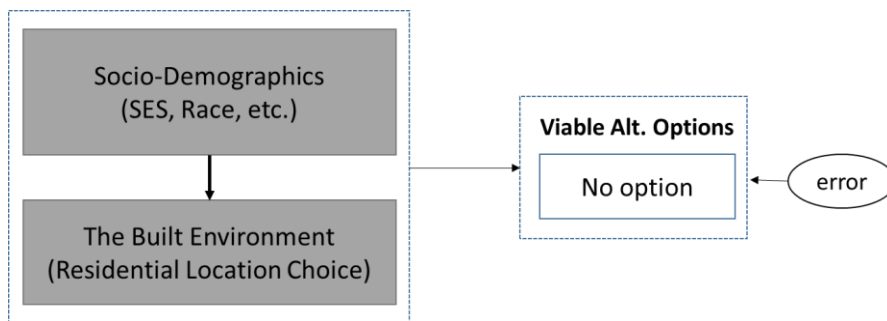 Socio-Demographics
(SES, Race, etc.)
The Built Environment
(Residential Location Choice)
Viable Alt. Options
No option
error